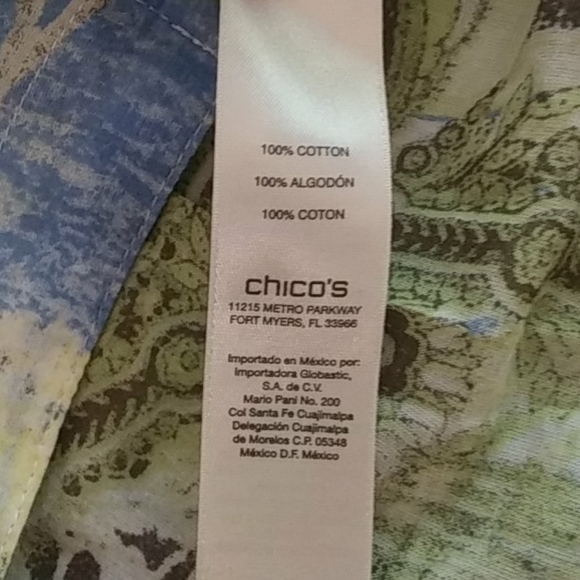 100% COTTON
100% ALGODÓN
100% COTON
chico's
11215 METRO PARKWAY
FORT MYERS, FL 33966
Importado en México por:
Importadora Globastic,
S.A. de C.V.
Mario Pani No. 200
Col Santa Fe Cuajimalpa
Delegación Cuajimalpa
de Morelos C.P. 05348
México D.F. México